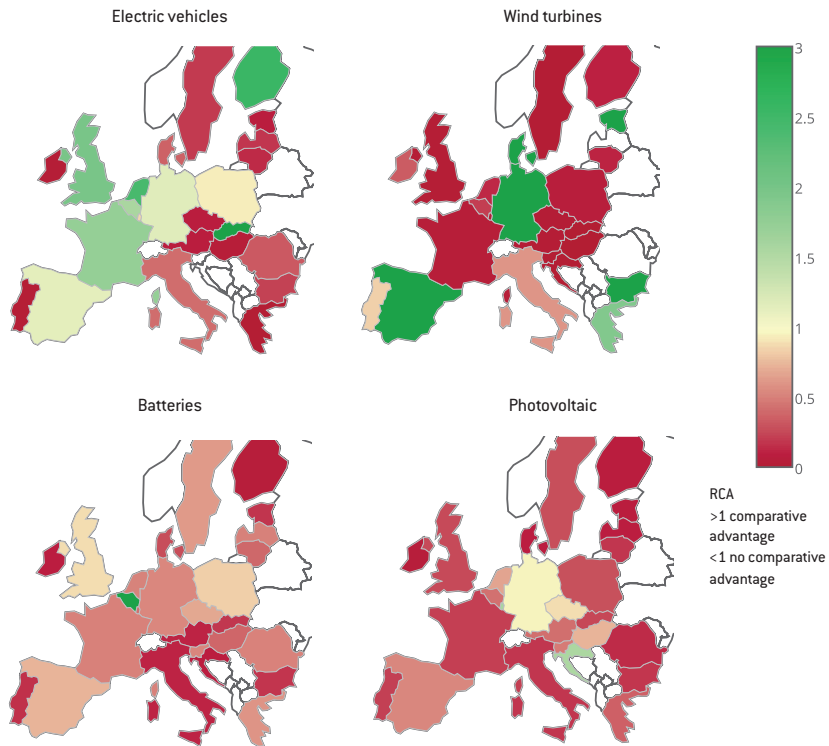 Electric vehicles
Wind turbines
3
2.5
2
1.5
1
0.5
0
Batteries
Photovoltaic
RCA
>1 comparative
advantage
<1 no comparative
advantage